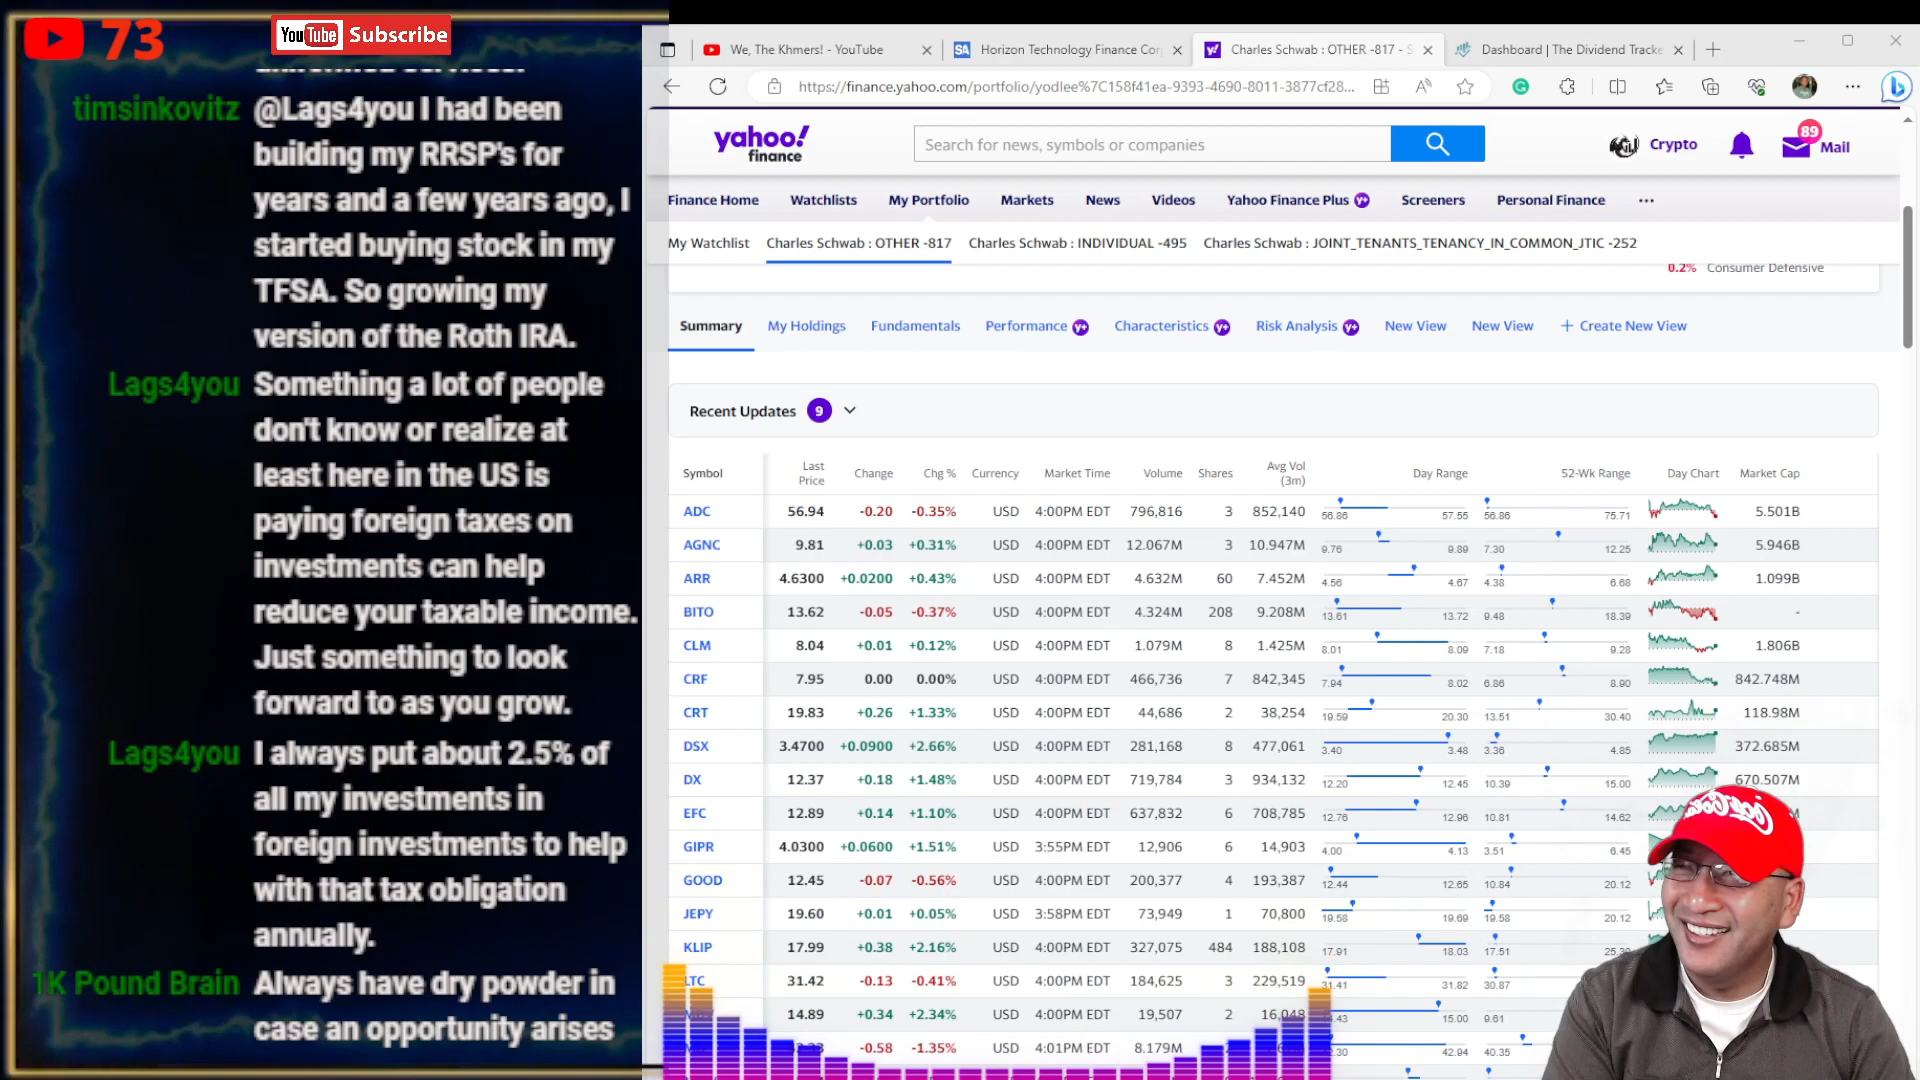 73
YouTube Subscribe
timsinkovitz @Lags4you I had been
building my RRSP's for
years and a few years ago, I
started buying stock in my
TFSA. So growing my
version of the Roth IRA.
Lags4you Something a lot of people
don't know or realize at
least here in the US is
paying foreign taxes on
investments can help
reduce your taxable income.
Just something to look
forward to as you grow.
Lags4you I always put about 2.5% of
all my investments in
foreign investments to help
with that tax obligation
annually.
1K Pound Brain Always have dry powder in
case an opportunity arises
We, The Khmers! - YouTube
Horizon Technology Finance Cor
Charles Schwab : OTHER -817 - S
Dashboard | The Dividend Tracke
https://finance.yahoo.com/portfolio/yodlee%7C158f41ea-9393-4690-8011-3877cf28...
yahoo! finance
Search for news, symbols or companies
Crypto
89
Mail
Finance Home Watchlists My Portfolio Markets News Videos Yahoo Finance Plus Screeners Personal Finance ...
My Watchlist Charles Schwab : OTHER -817 Charles Schwab : INDIVIDUAL -495 Charles Schwab : JOINT_TENANTS_TENANCY_IN_COMMON_JTIC -252
0.2% Consumer Defensive
Summary My Holdings Fundamentals Performance Characteristics Risk Analysis New View New View + Create New View
Recent Updates 9
Symbol Last Price Change Chg % Currency Market Time Volume Shares Avg Vol (3m) Day Range 52-Wk Range Day Chart Market Cap
ADC 56.94 -0.20 -0.35% USD 4:00PM EDT 796,816 3 852,140 56.86 57.55 56.86 75.71 5.501B
AGNC 9.81 +0.03 +0.31% USD 4:00PM EDT 12.067M 3 10.947M 9.76 9.89 7.30 12.25 5.946B
ARR 4.6300 +0.0200 +0.43% USD 4:00PM EDT 4.632M 60 7.452M 4.56 4.67 4.38 6.68 1.099B
BITO 13.62 -0.05 -0.37% USD 4:00PM EDT 4.324M 208 9.208M 13.61 13.72 9.48 18.39 -
CLM 8.04 +0.01 +0.12% USD 4:00PM EDT 1.079M 8 1.425M 8.01 8.09 7.18 9.28 1.806B
CRF 7.95 0.00 0.00% USD 4:00PM EDT 466,736 7 842,345 7.94 8.02 6.86 8.90 842.748M
CRT 19.83 +0.26 +1.33% USD 4:00PM EDT 44,686 2 38,254 19.59 20.30 13.51 30.40 118.98M
DSX 3.4700 +0.0900 +2.66% USD 4:00PM EDT 281,168 8 477,061 3.40 3.48 3.36 4.85 372.685M
DX 12.37 +0.18 +1.48% USD 4:00PM EDT 719,784 3 934,132 12.20 12.45 10.39 15.00 670.507M
EFC 12.89 +0.14 +1.10% USD 4:00PM EDT 637,832 6 708,785 12.76 12.96 10.81 14.62
GIPR 4.0300 +0.0600 +1.51% USD 3:55PM EDT 12,906 6 14,903 4.00 4.13 3.51 6.45
GOOD 12.45 -0.07 -0.56% USD 4:00PM EDT 200,377 4 193,387 12.44 12.65 10.84 20.12
JEPY 19.60 +0.01 +0.05% USD 3:58PM EDT 73,949 1 70,800 19.58 19.69 19.58 20.12
KLIP 17.99 +0.38 +2.16% USD 4:00PM EDT 327,075 484 188,108 17.91 18.03 17.51
LTC 31.42 -0.13 -0.41% USD 4:00PM EDT 184,625 3 229,519 31.41 31.82 30.87
14.89 +0.34 +2.34% USD 4:00PM EDT 19,507 2 16,048 15.00 9.61
-0.58 -1.35% USD 4:01PM EDT 8.179M 42.94 40.35